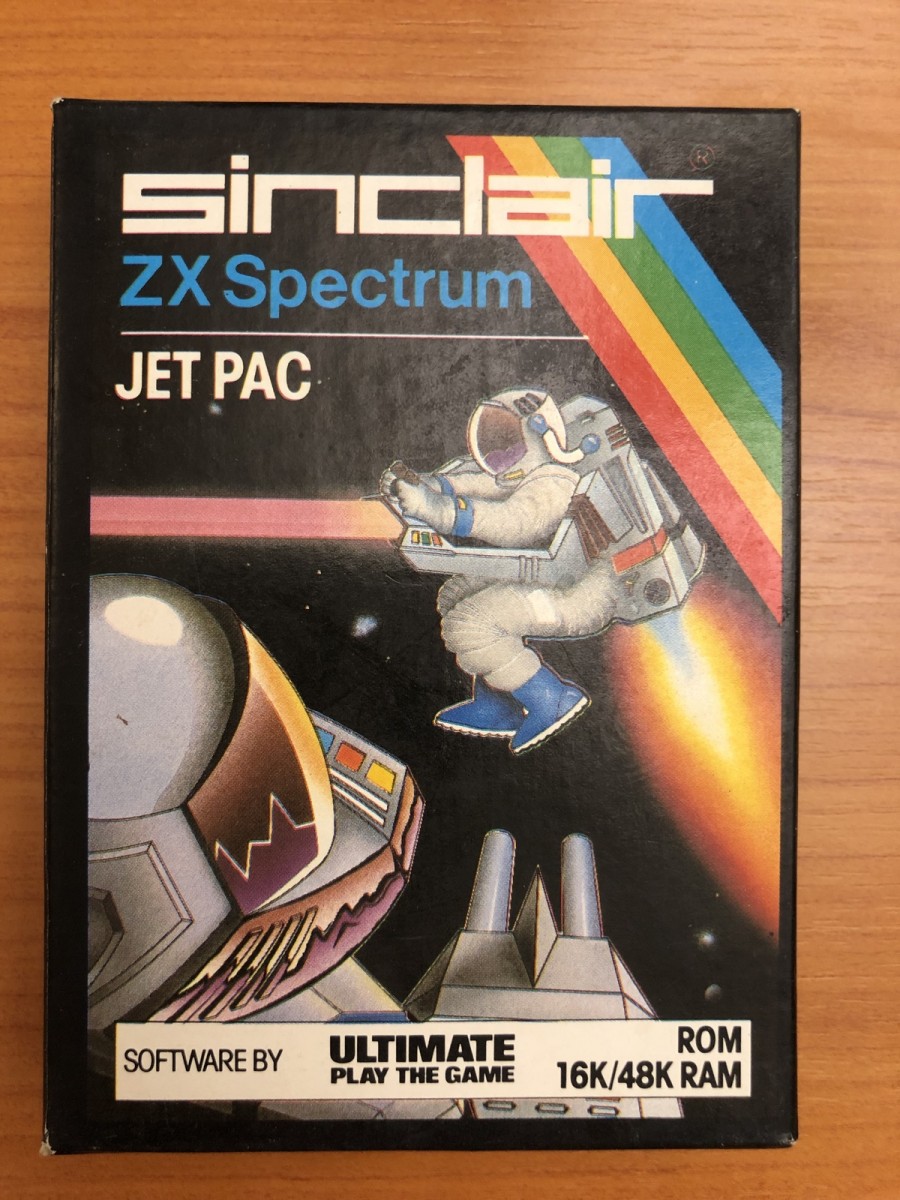 sinclair ®
ZX Spectrum
JET PAC
SOFTWARE BY
ULTIMATE
PLAY THE GAME
ROM
16K/48K RAM